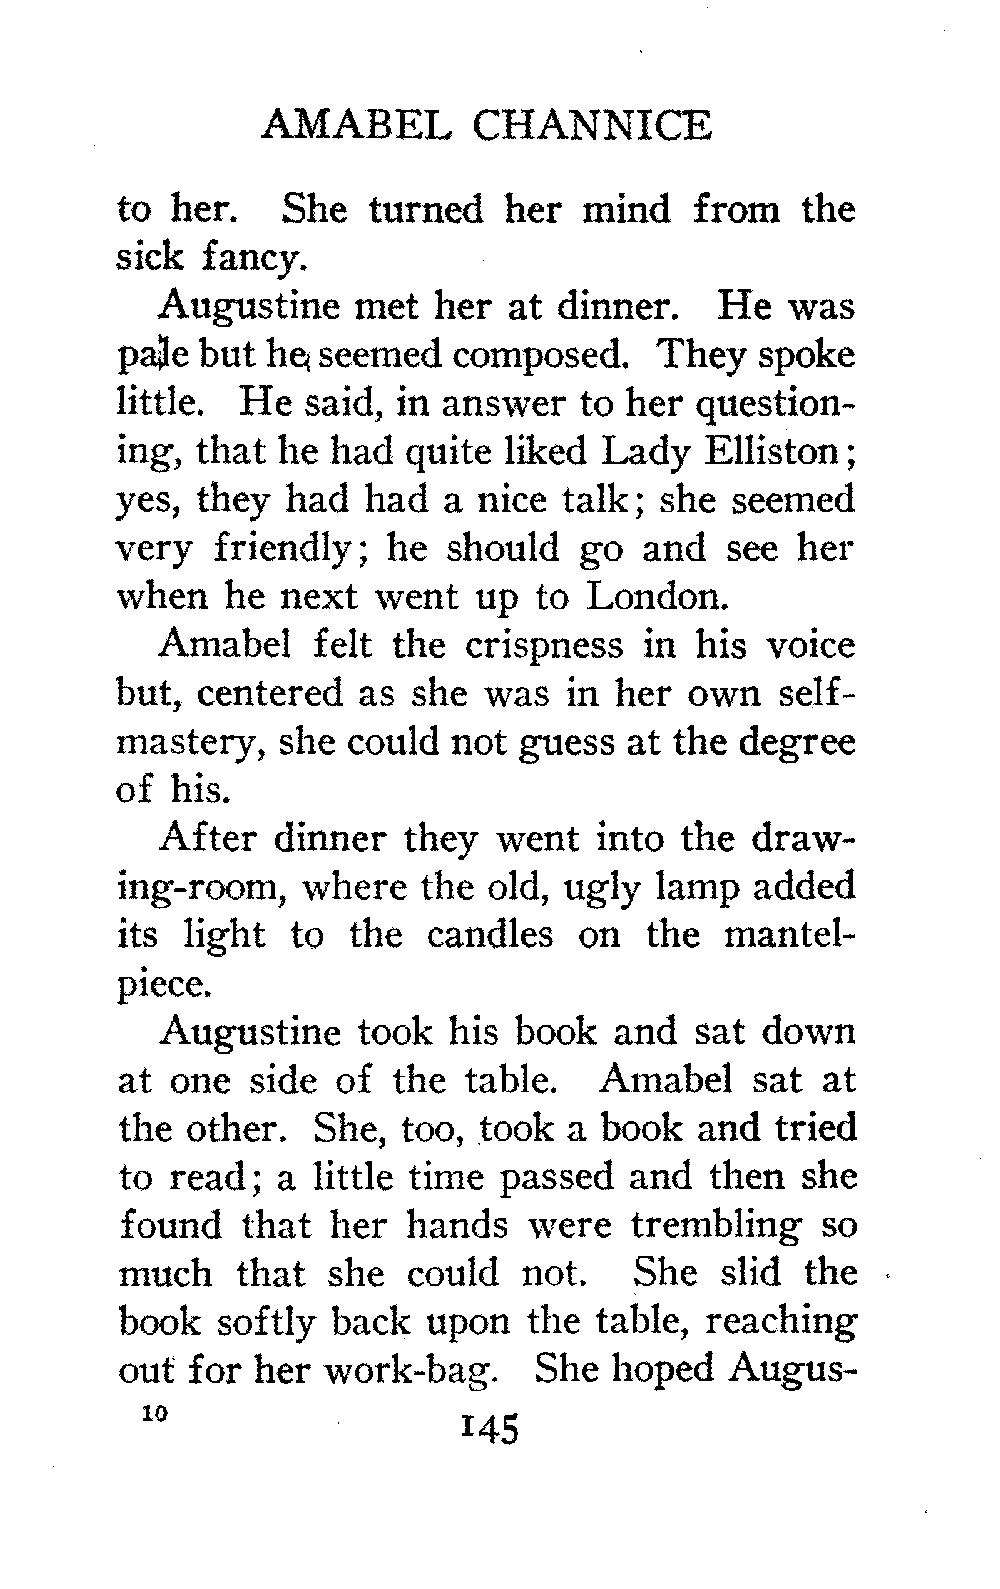 AMABEL CHANNICE
to her. She turned her mind from the
sick fancy.
Augustine met her at dinner. He was
pale but he seemed composed. They spoke
little. He said, in answer to her question-
ing, that he had quite liked Lady Elliston;
yes, they had had a nice talk; she seemed
very friendly; he should go and see her
when he next went up to London.
Amabel felt the crispness in his voice
but, centered as she was in her own self-
mastery, she could not guess at the degree
of his.
After dinner they went into the draw-
ing-room, where the old, ugly lamp added
its light to the candles on the mantel-
piece.
Augustine took his book and sat down
at one side of the table. Amabel sat at
the other. She, too, took a book and tried
to read; a little time passed and then she
found that her hands were trembling so
much that she could not. She slid the
book softly back upon the table, reaching
out for her work-bag. She hoped Augus-
10
145